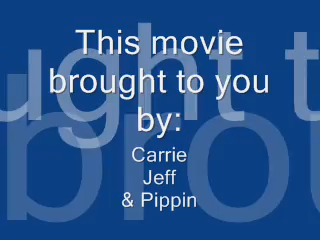 This movie
brought to you
by:
Carrie
Jeff
& Pippin